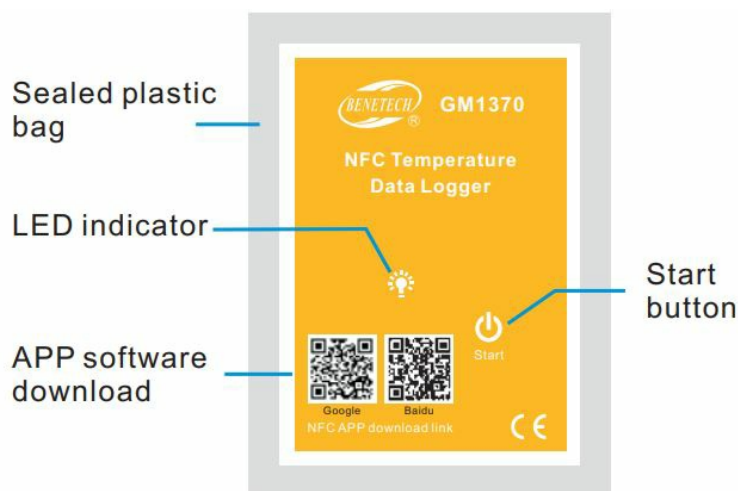 Sealed plastic
bag
BENETECH
®
GM1370
NFC Temperature
Data Logger
LED indicator
Start
button
Start
APP software
download
Google
Baidu
NFC APP download link
CE